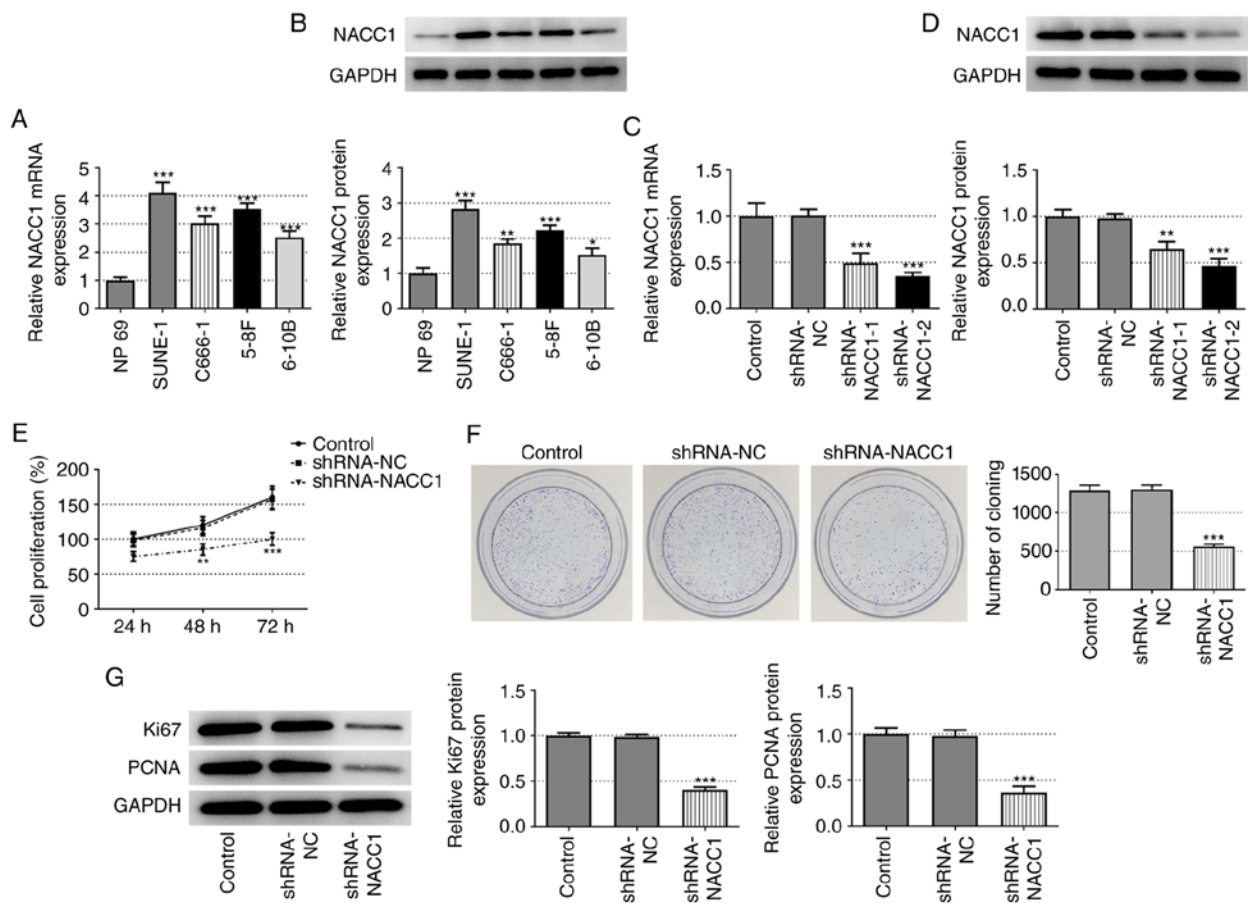 B
NACC1
GAPDH
D
NACC1
GAPDH
A
Relative NACC1 mRNA
expression
5
4
3
2
1
0
***
***
***
***
NP 69
SUNE-1
C666-1
5-8F
6-10B
Relative NACC1 protein
expression
4
3
2
1
0
***
**
***
*
NP 69
SUNE-1
C666-1
5-8F
6-10B
C
Relative NACC1 mRNA
expression
1.5
1.0
0.5
0.0
***
***
Control
shRNA-
NC
shRNA-
NACC1-1
shRNA-
NACC1-2
Relative NACC1 protein
expression
1.5
1.0
0.5
0.0
**
***
Control
shRNA-
NC
shRNA-
NACC1-1
shRNA-
NACC1-2
E
Cell proliferation (%)
200
150
100
50
0
Control
shRNA-NC
shRNA-NACC1
**
***
24 h 48 h 72 h
F
Control shRNA-NC shRNA-NACC1
Number of cloning
1500
1000
500
0
***
Control
shRNA-
NC
shRNA-
NACC1
G
Ki67
PCNA
GAPDH
Control
shRNA-
NC
shRNA-
NACC1
Relative Ki67 protein
expression
1.5
1.0
0.5
0.0
***
Control
shRNA-
NC
shRNA-
NACC1
Relative PCNA protein
expression
1.5
1.0
0.5
0.0
***
Control
shRNA-
NC
shRNA-
NACC1